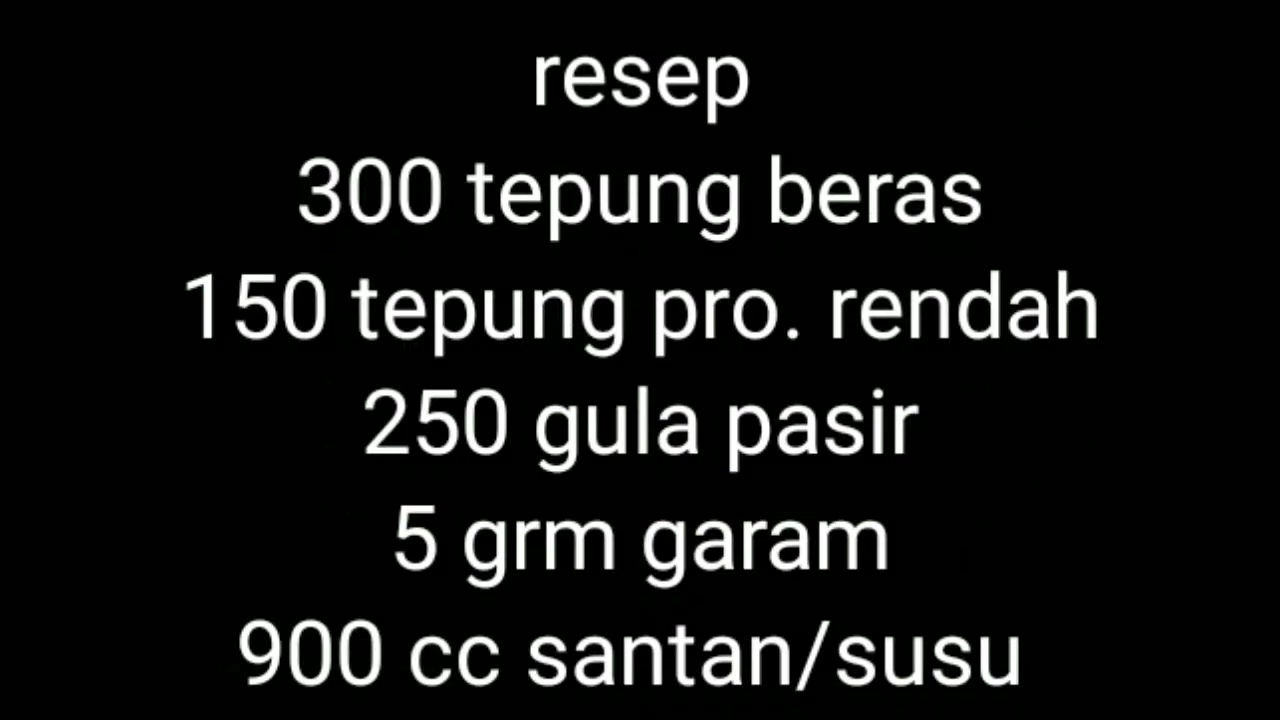 resep
300 tepung beras
150 tepung pro. rendah
250 gula pasir
5 grm garam
900 cc santan/susu